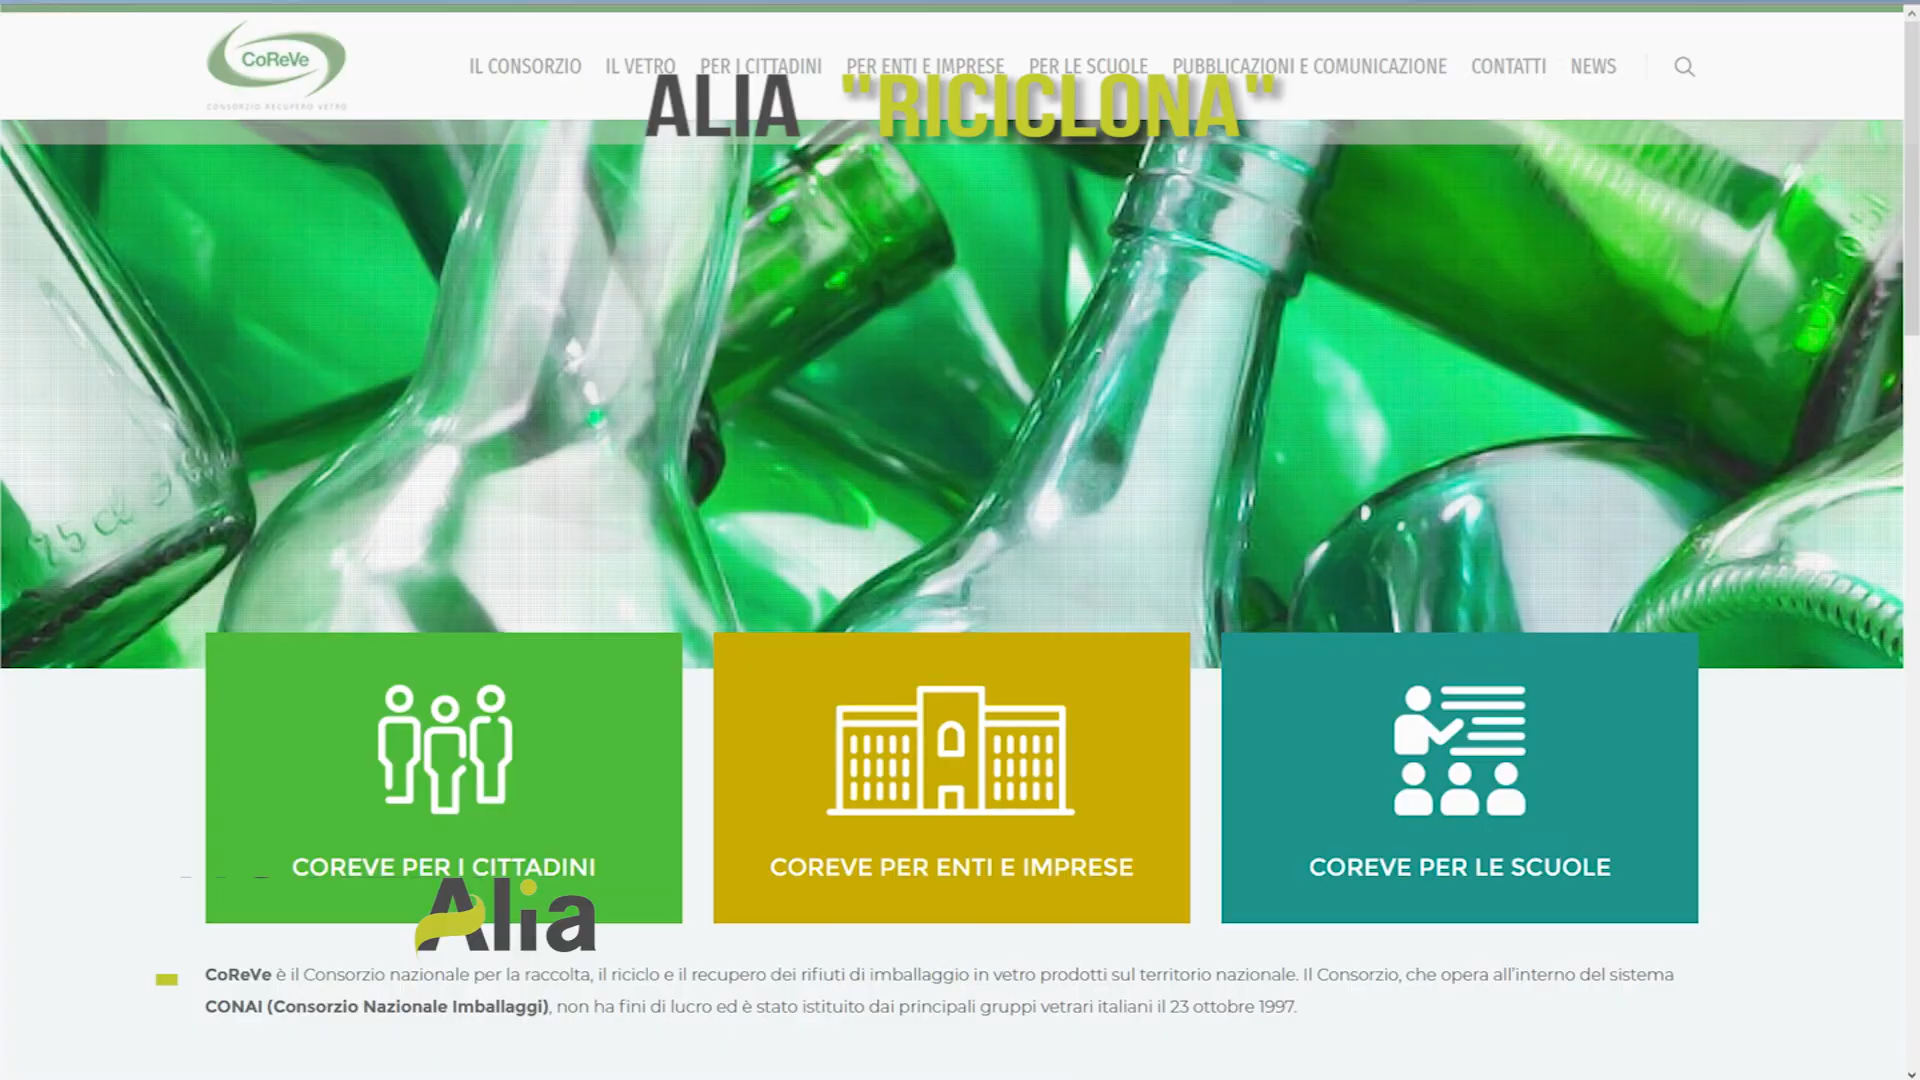 CoReVe
CONSORZIO RECUPERO VETRO
IL CONSORZIO IL VETRO PER I CITTADINI PER ENTI E IMPRESE PER LE SCUOLE PUBBLICAZIONI E COMUNICAZIONE CONTATTI NEWS
ALIA "RICICLONA"
75 cl
COREVE PER I CITTADINI
COREVE PER ENTI E IMPRESE
COREVE PER LE SCUOLE
Alia
CoReVe è il Consorzio nazionale per la raccolta, il riciclo e il recupero dei rifiuti di imballaggio in vetro prodotti sul territorio nazionale. Il Consorzio, che opera all'interno del sistema
CONAI (Consorzio Nazionale Imballaggi), non ha fini di lucro ed è stato istituito dai principali gruppi vetrari italiani il 23 ottobre 1997.